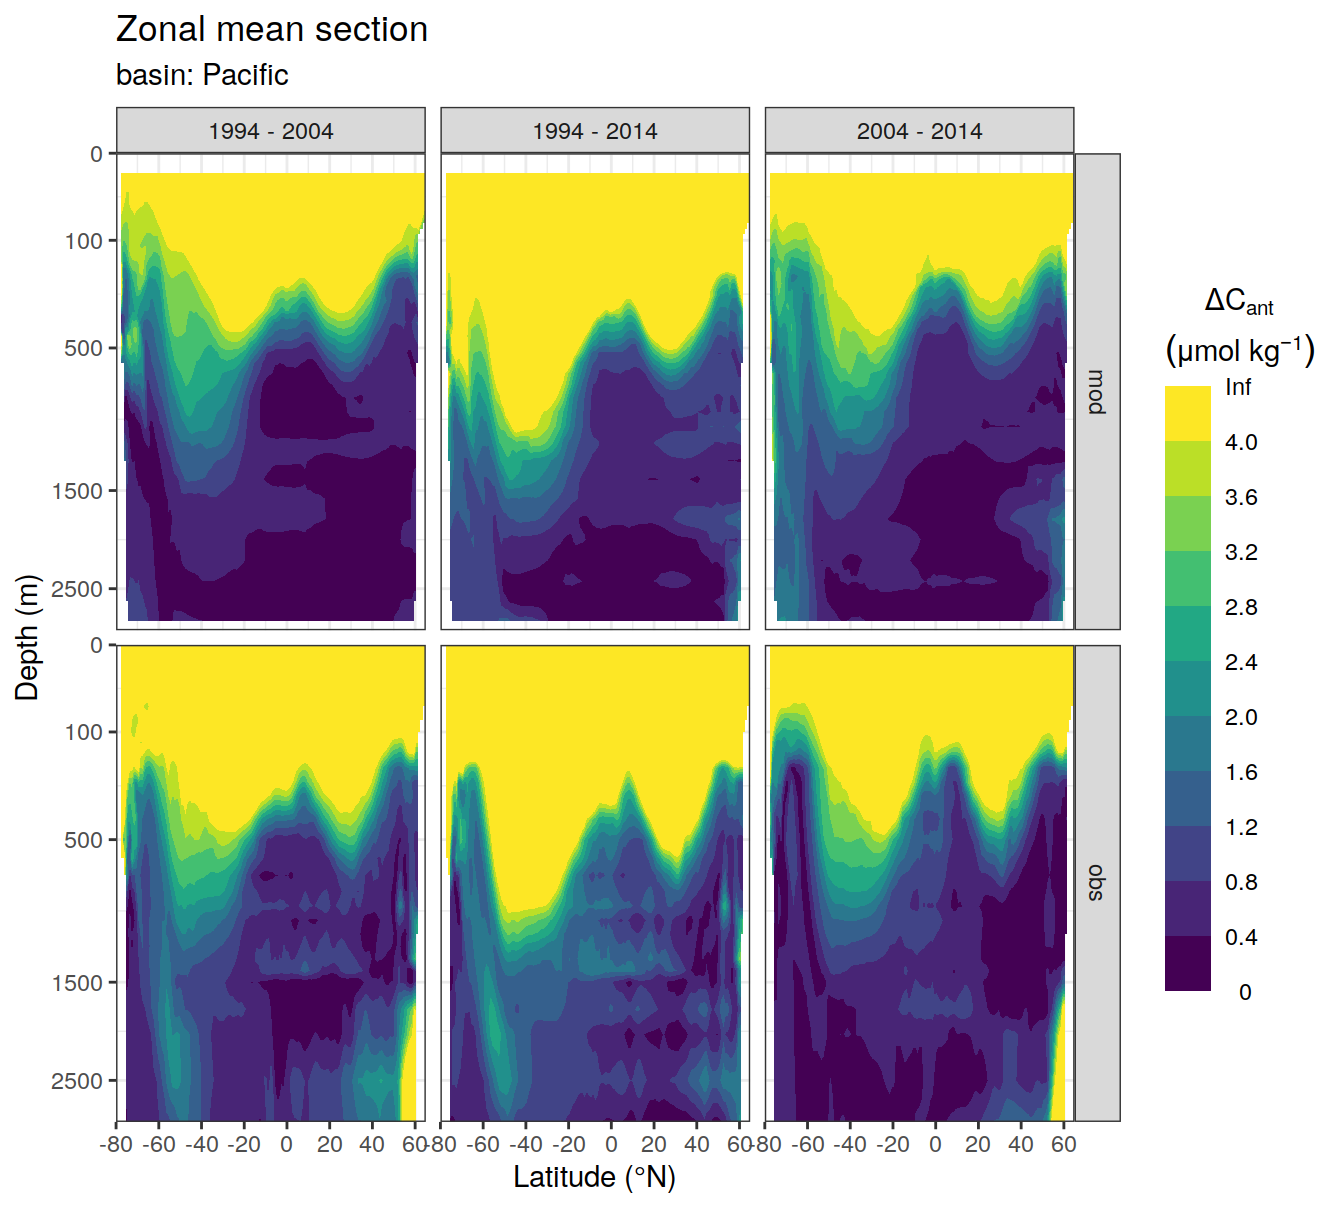 Zonal mean section
basin: Pacific
1994 - 2004
1994 - 2014
2004 - 2014
0
100
500
1500
2500
mod
0
100
500
1500
2500
obs
Depth (m)
-80 -60 -40 -20 0 20 40 60
-80 -60 -40 -20 0 20 40 60
-80 -60 -40 -20 0 20 40 60
Latitude (°N)
ΔCant
(μmol kg−1)
Inf
4.0
3.6
3.2
2.8
2.4
2.0
1.6
1.2
0.8
0.4
0